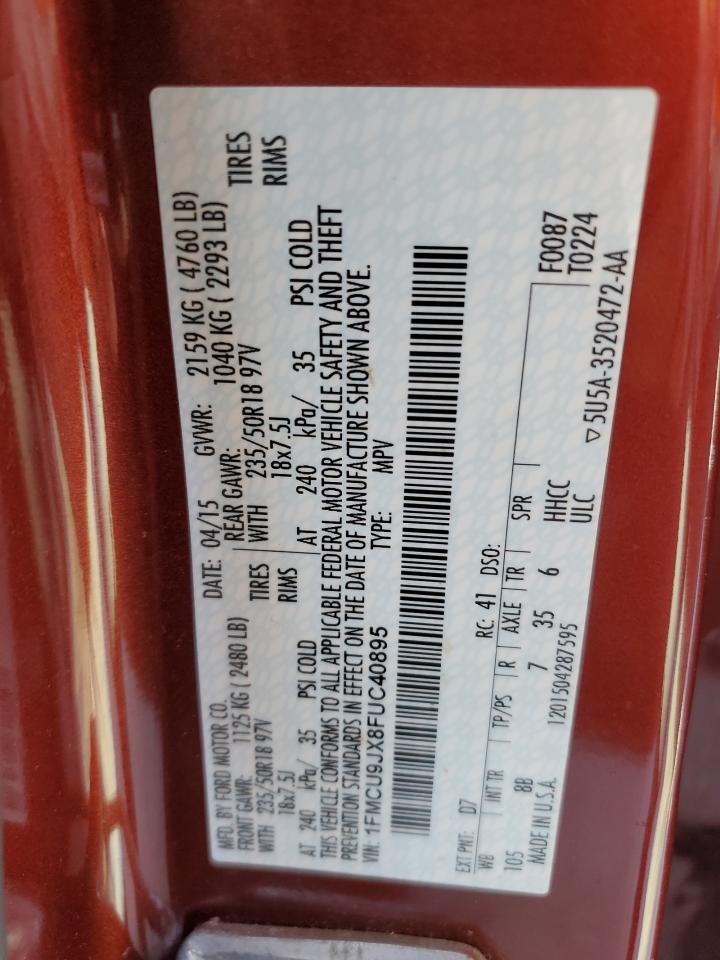 MFD. BY FORD MOTOR CO.
DATE: 04/15 GVWR: 2159 KG ( 4760 LB)
FRONT GAWR: 1125 KG ( 2480 LB) REAR GAWR: 1040 KG ( 2293 LB)
WITH 235/50R18 97V TIRES WITH 235/50R18 97V TIRES
18x7.5J RIMS 18x7.5J RIMS
AT 240 kPa/ 35 PSI COLD AT 240 kPa/ 35 PSI COLD
THIS VEHICLE CONFORMS TO ALL APPLICABLE FEDERAL MOTOR VEHICLE SAFETY AND THEFT
PREVENTION STANDARDS IN EFFECT ON THE DATE OF MANUFACTURE SHOWN ABOVE.
VIN: 1FMCU9JX8FUC40895 TYPE: MPV
EXT PNT: D7 RC: 41 DSO:
WB INT TR TP/PS R AXLE TR SPR F0087
105 8B 7 35 6 HHCC T0224
MADE IN U.S.A. 1201504287595 ULC
▽5U5A-3520472-AA